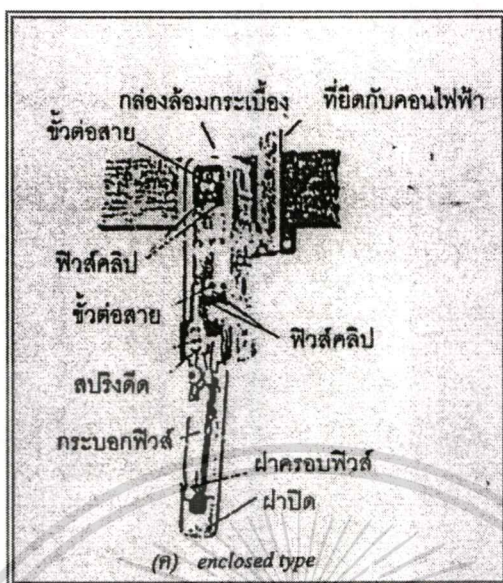 กล่องล้อมกระเบื้อง ที่ยึดกับคอนไฟฟ้า
ขั้วต่อสาย
ฟิวส์คลิป
ขั้วต่อสาย
ฟิวส์คลิป
สปริงดีด
กระบอกฟิวส์
ฝาครอบฟิวส์
ฝาปิด
(ค) enclosed type